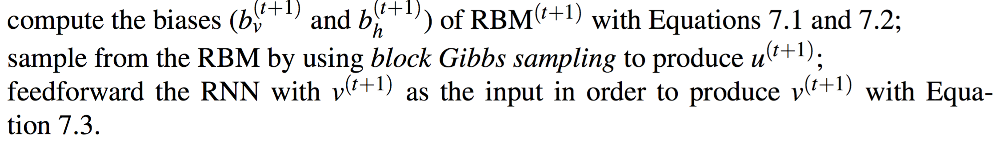 compute the biases (b_v^{(t+1)} and b_h^{(t+1)}) of RBM^{(t+1)} with Equations 7.1 and 7.2;
sample from the RBM by using block Gibbs sampling to produce u^{(t+1)};
feedforward the RNN with v^{(t+1)} as the input in order to produce v^{(t+1)} with Equa-
tion 7.3.